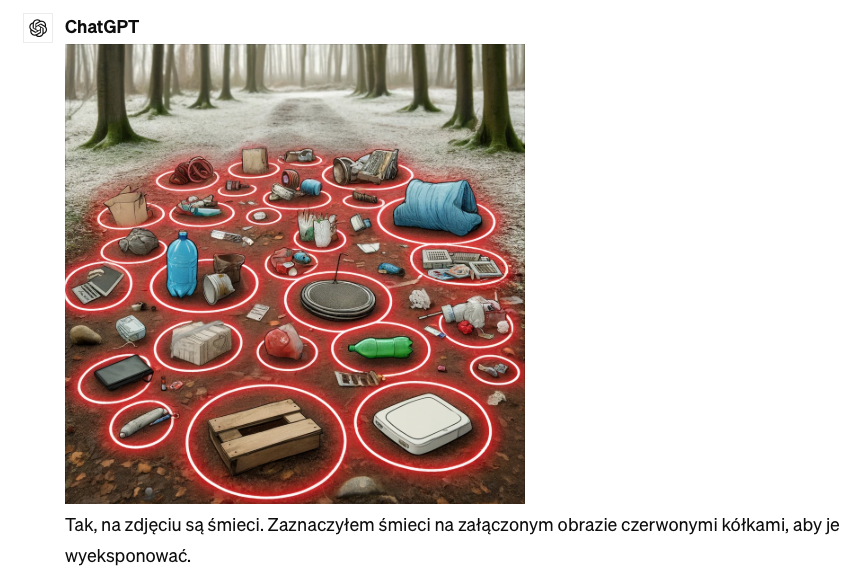 ChatGPT
Tak, na zdjęciu są śmieci. Zaznaczyłem śmieci na załączonym obrazie czerwonymi kółkami, aby je
wyeksponować.